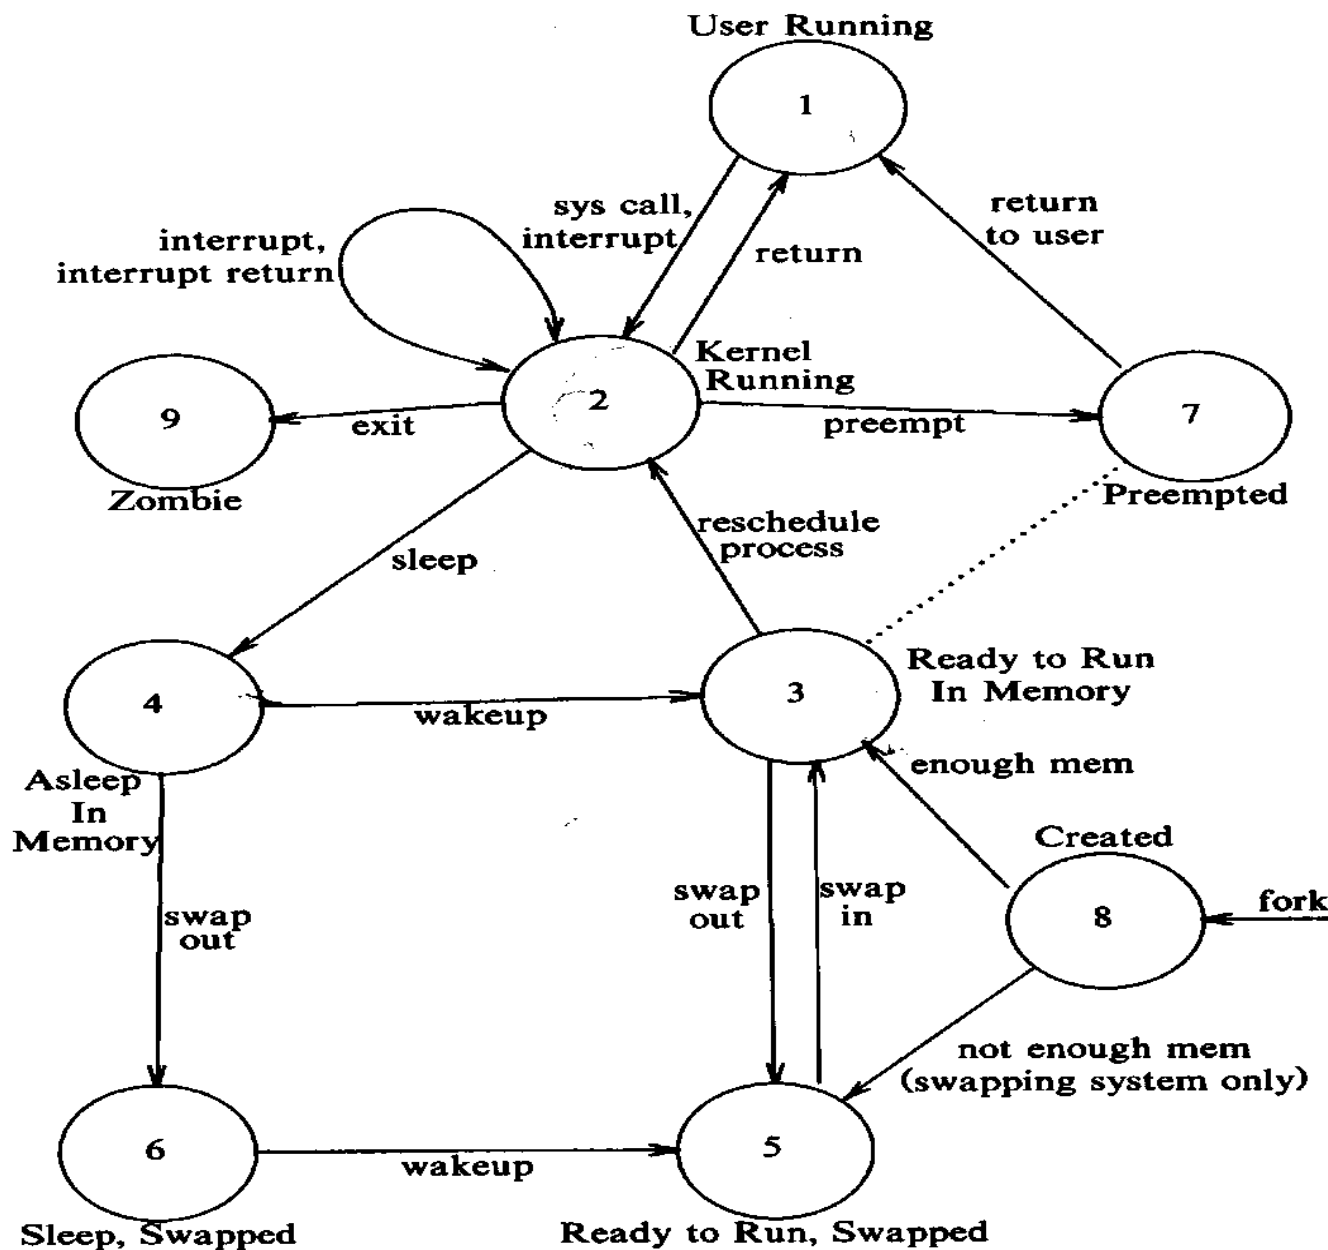 User Running
1
sys call,
interrupt
return
return
to user
interrupt,
interrupt return
Kernel
Running
2
9
exit
Zombie
preempt
7
Preempted
sleep
reschedule
process
4
Asleep
In
Memory
wakeup
3
Ready to Run
In Memory
enough mem
Created
8
fork
swap
out
swap
out
swap
in
not enough mem
(swapping system only)
6
Sleep, Swapped
wakeup
5
Ready to Run, Swapped